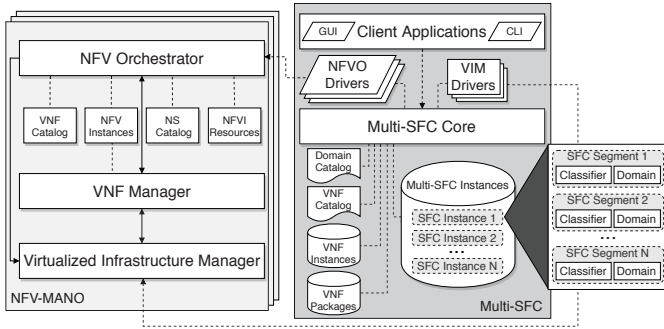 NFV Orchestrator
VNF
Catalog
NFV
Instances
NS
Catalog
NFVI
Resources
VNF Manager
Virtualized Infrastructure Manager
NFV-MANO
GUI
Client Applications
CLI
NFVO
Drivers
VIM
Drivers
Multi-SFC Core
Domain
Catalog
VNF
Catalog
VNF
Instances
VNF
Packages
Multi-SFC Instances
SFC Instance 1
SFC Instance 2
...
SFC Instance N
Multi-SFC
SFC Segment 1
Classifier Domain
SFC Segment 2
Classifier Domain
...
SFC Segment N
Classifier Domain